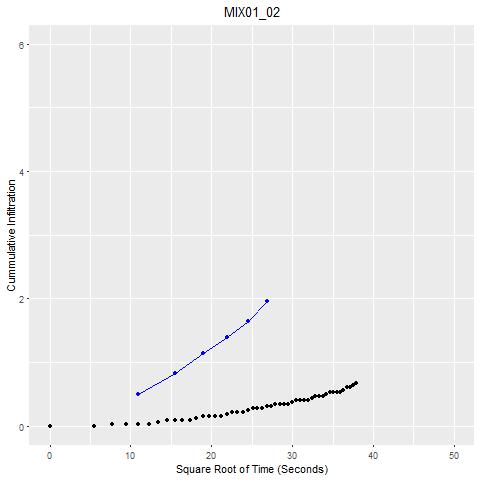 MIX01_02
6
4
2
0
Cummulative Infiltration
0 10 20 30 40 50
Square Root of Time (Seconds)